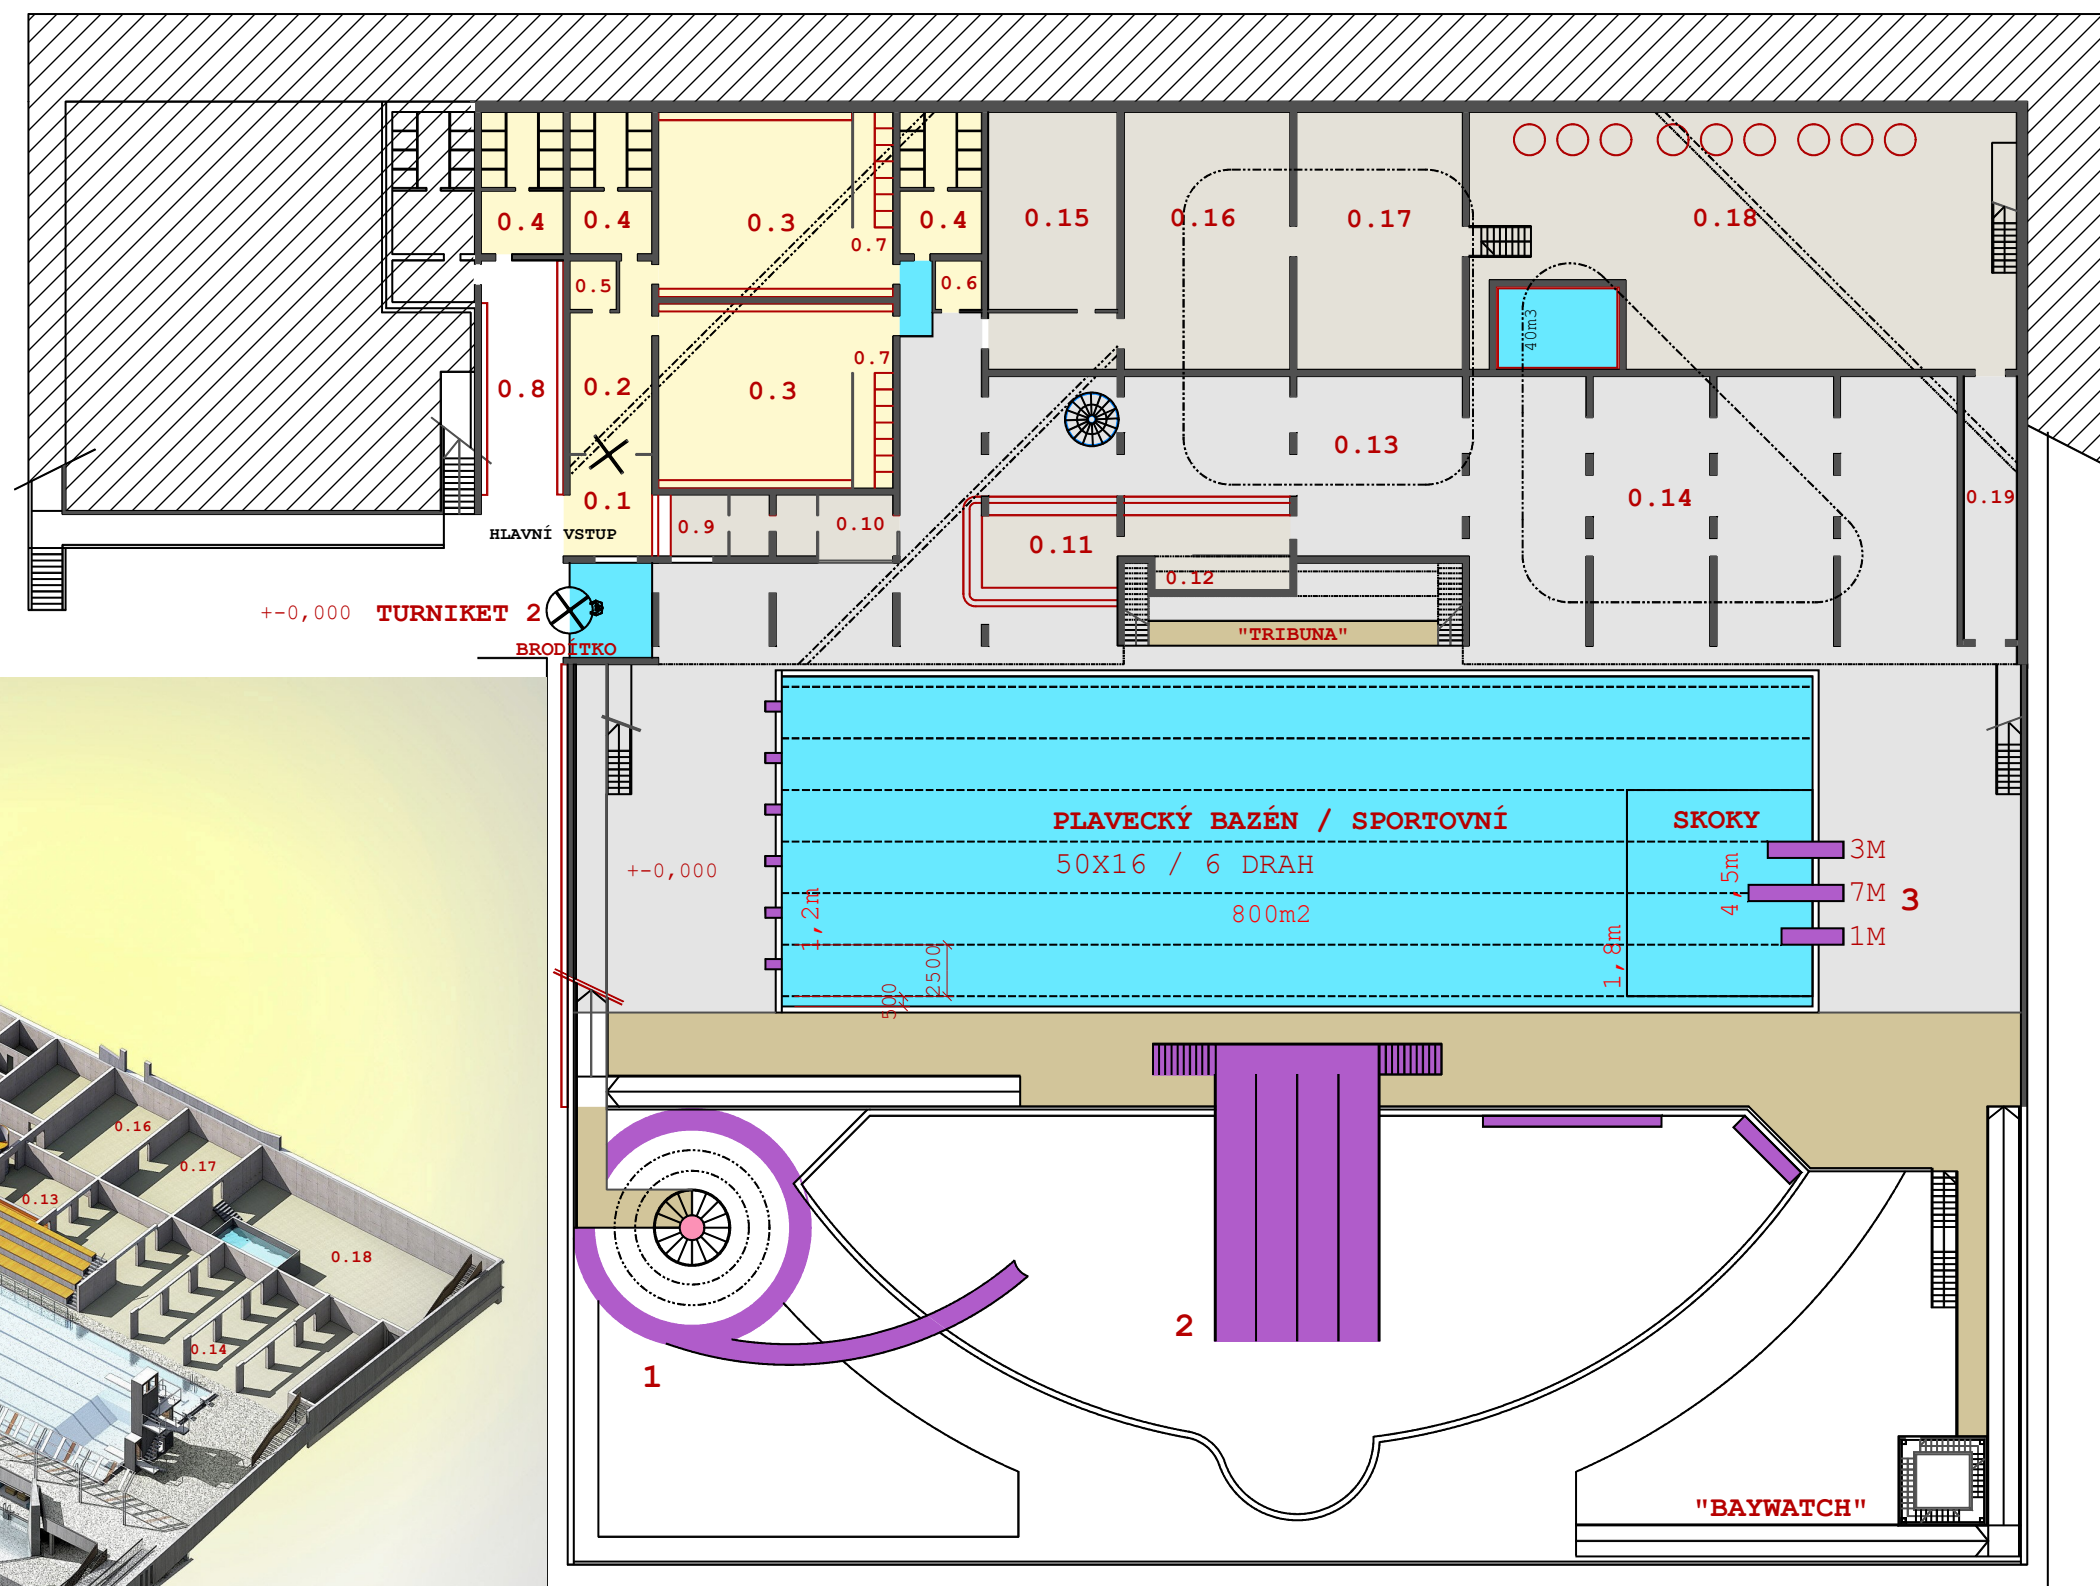 0.4
0.4
0.3
0.7
0.4
0.15
0.16
0.17
0.18
0.5
0.6
40m3
0.7
0.8
0.2
0.3
0.13
0.14
0.19
0.1
0.9
0.10
0.11
0.12
HLAVNÍ VSTUP
+-0,000
TURNIKET 2
BRODÍTKO
"TRIBUNA"
PLAVECKÝ BAZÉN / SPORTOVNÍ
50X16 / 6 DRAH
800m2
SKOKY
3M
7M
1M
3
4,5m
1,8m
+-0,000
1,2m
2500
500
0.16
0.17
0.13
0.18
0.14
1
2
"BAYWATCH"